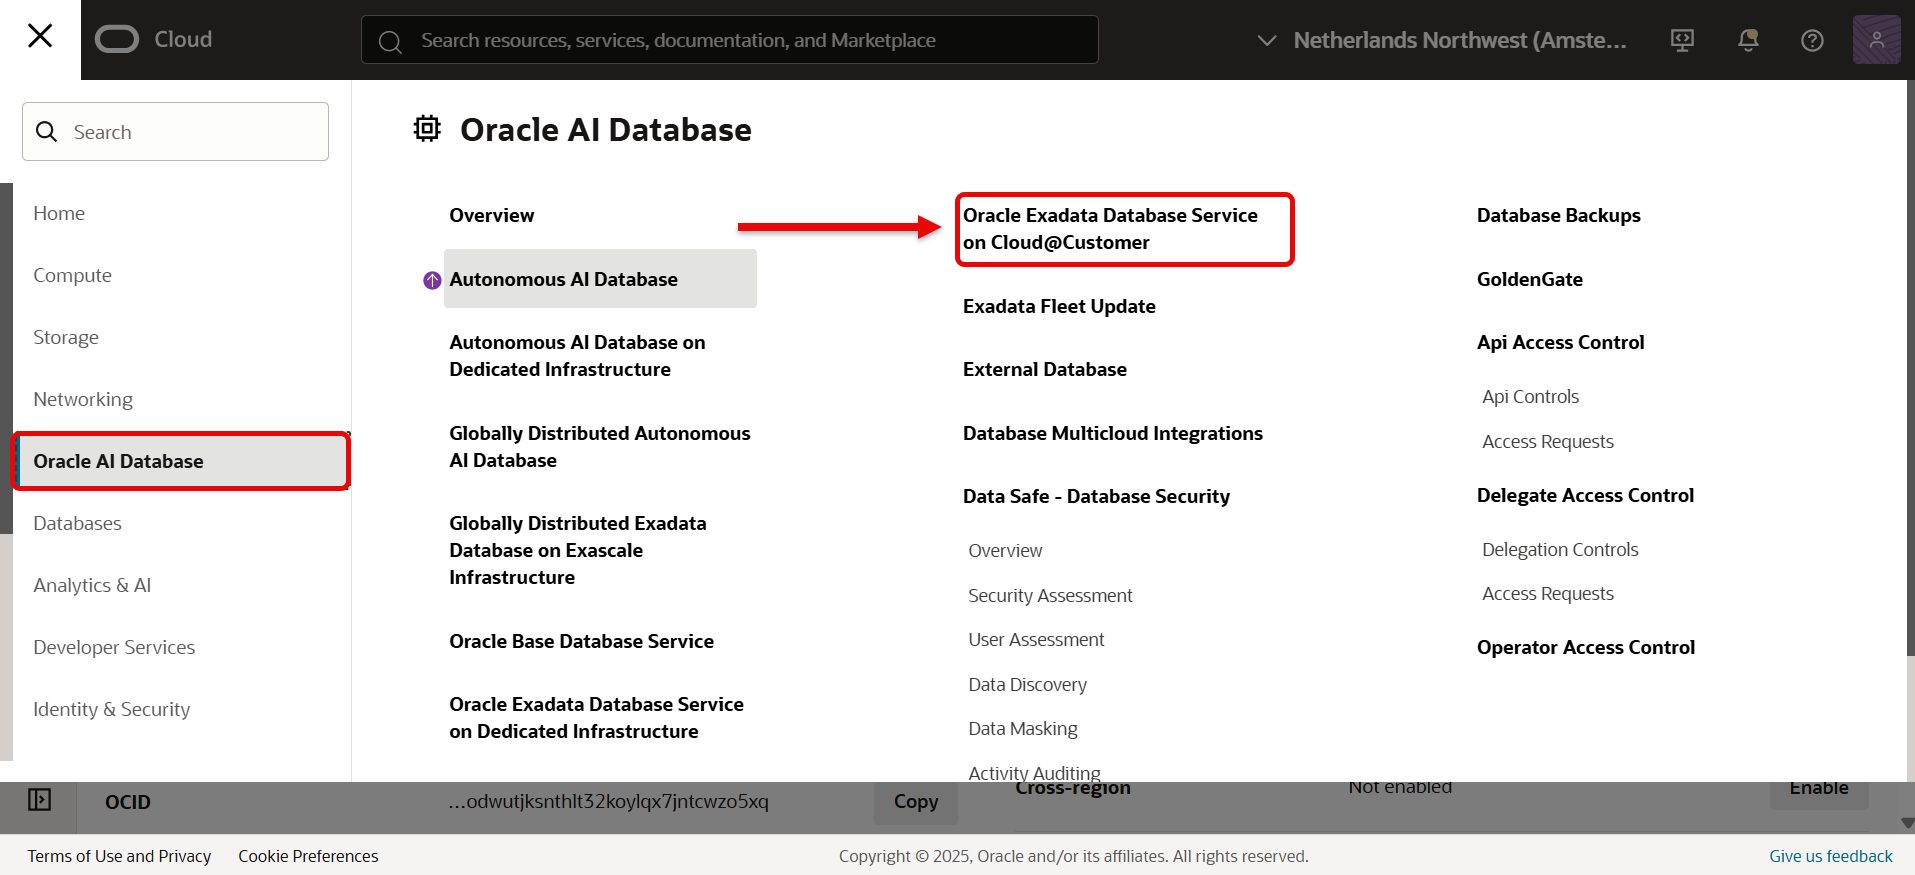 Cloud
Search resources, services, documentation, and Marketplace
Netherlands Northwest (Amste...
Search
Home
Compute
Storage
Networking
Oracle AI Database
Databases
Analytics & AI
Developer Services
Identity & Security
Oracle AI Database
Overview
Autonomous AI Database
Autonomous AI Database on
Dedicated Infrastructure
Globally Distributed Autonomous
AI Database
Globally Distributed Exadata
Database on Exascale
Infrastructure
Oracle Base Database Service
Oracle Exadata Database Service
on Dedicated Infrastructure
Oracle Exadata Database Service
on Cloud@Customer
Exadata Fleet Update
External Database
Database Multicloud Integrations
Data Safe - Database Security
Overview
Security Assessment
User Assessment
Data Discovery
Data Masking
Activity Auditing
Database Backups
GoldenGate
Api Access Control
Api Controls
Access Requests
Delegate Access Control
Delegation Controls
Access Requests
Operator Access Control
OCID
...odwutjksnthlt32koylqx7jntcwzo5xq
Copy
Cross-region
Not enabled
Enable
Terms of Use and Privacy
Cookie Preferences
Copyright © 2025, Oracle and/or its affiliates. All rights reserved.
Give us feedback